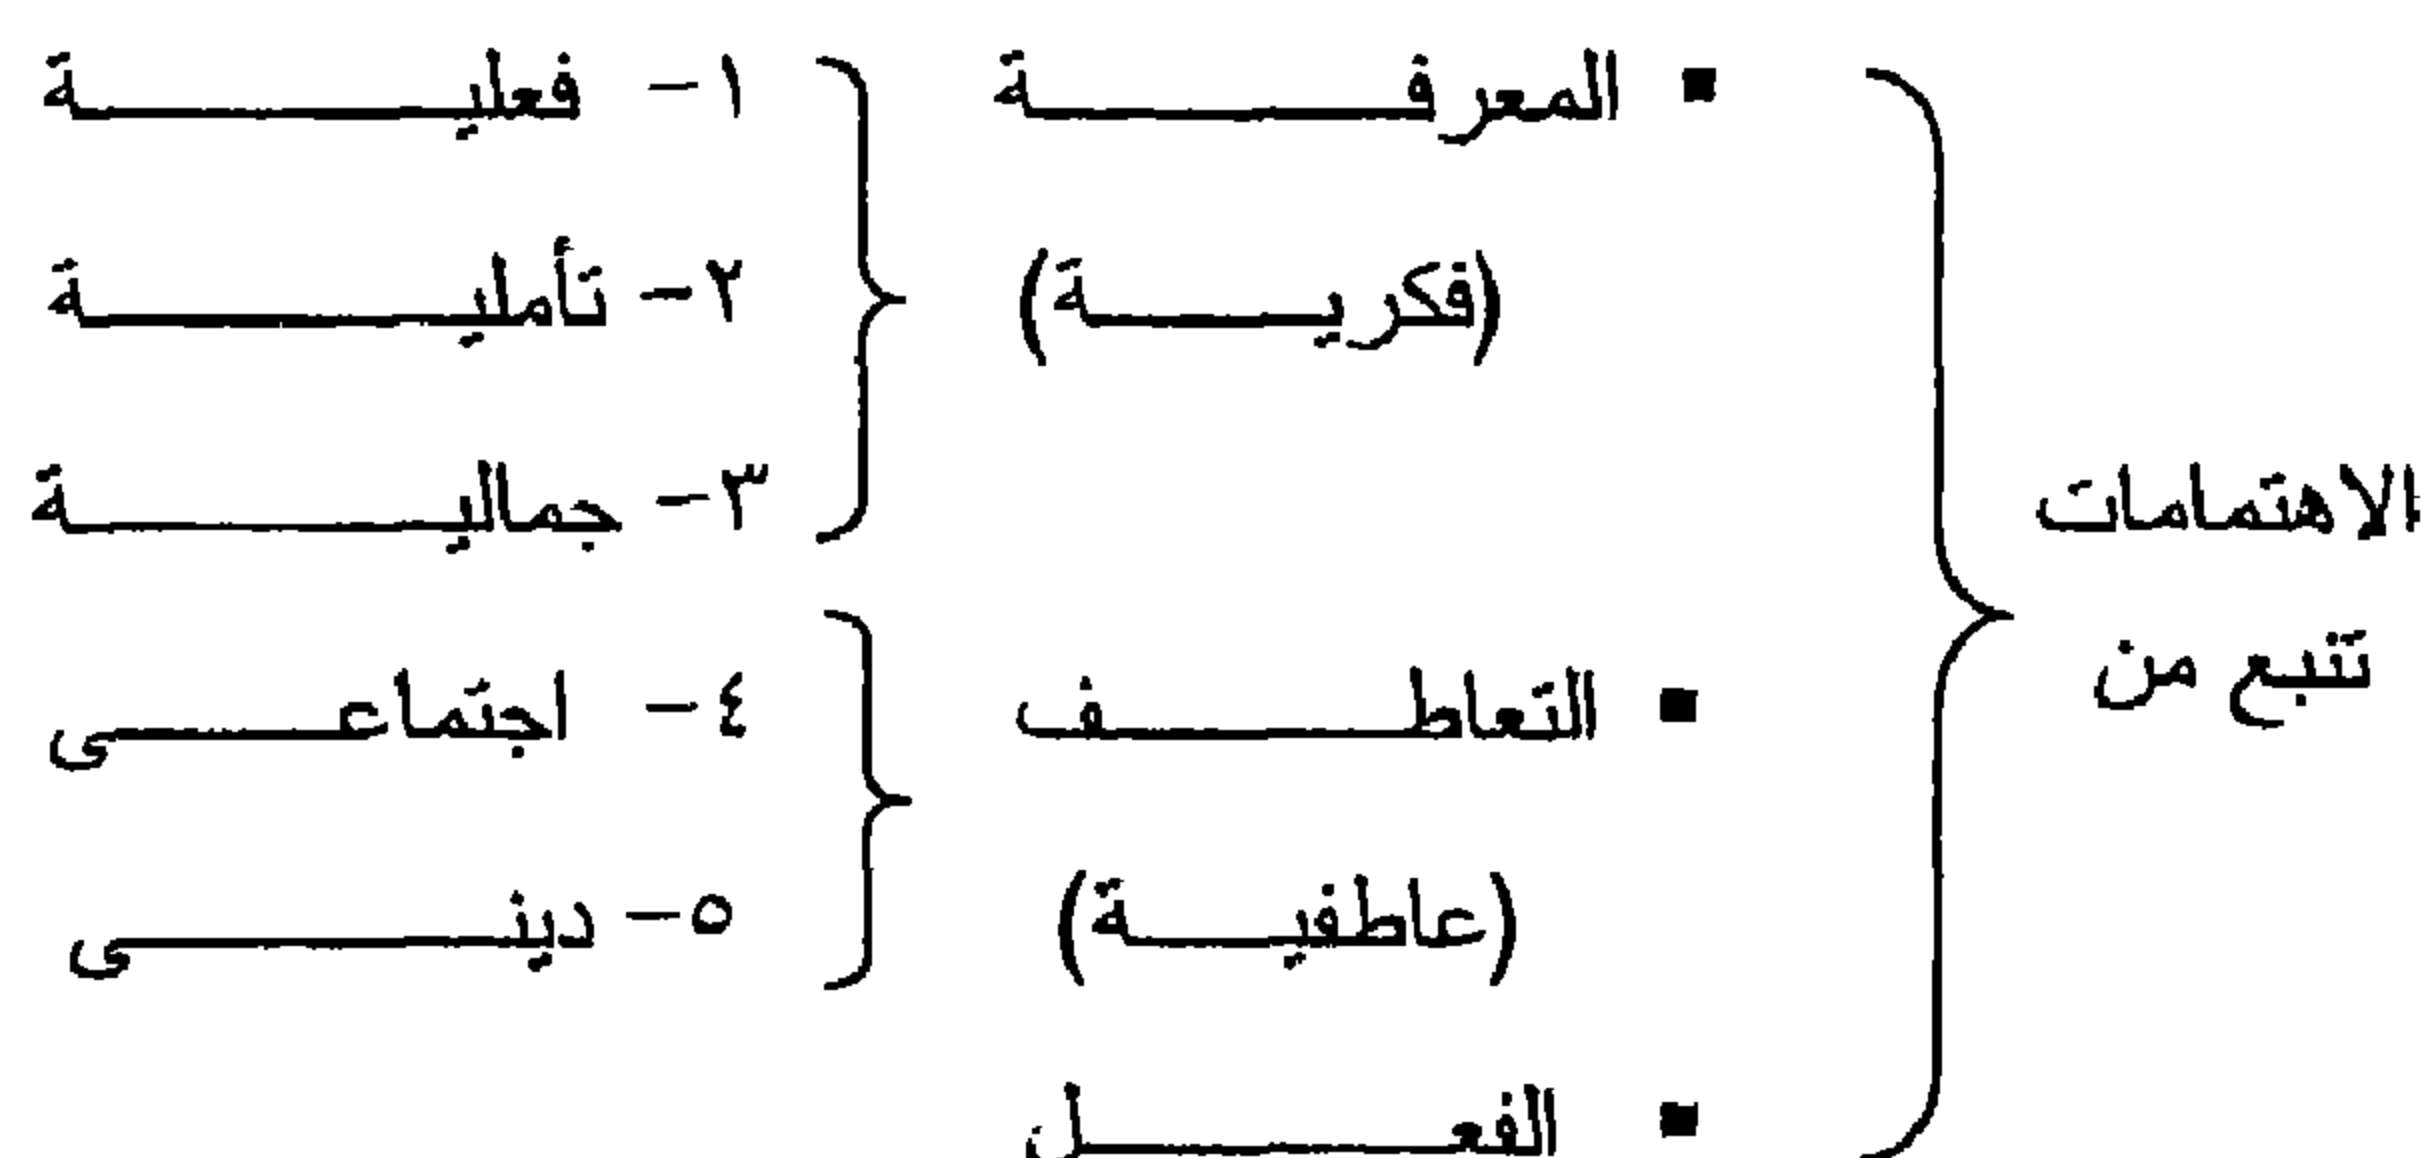 ■ المعرفة ١- فعلية
(فكرية) ٢- تأملية
الاهتمامات ٣- جمالية
تنبع من
■ التعاطف ٤- اجتماعى
(عاطفية) ٥- دينى
■ الفعل